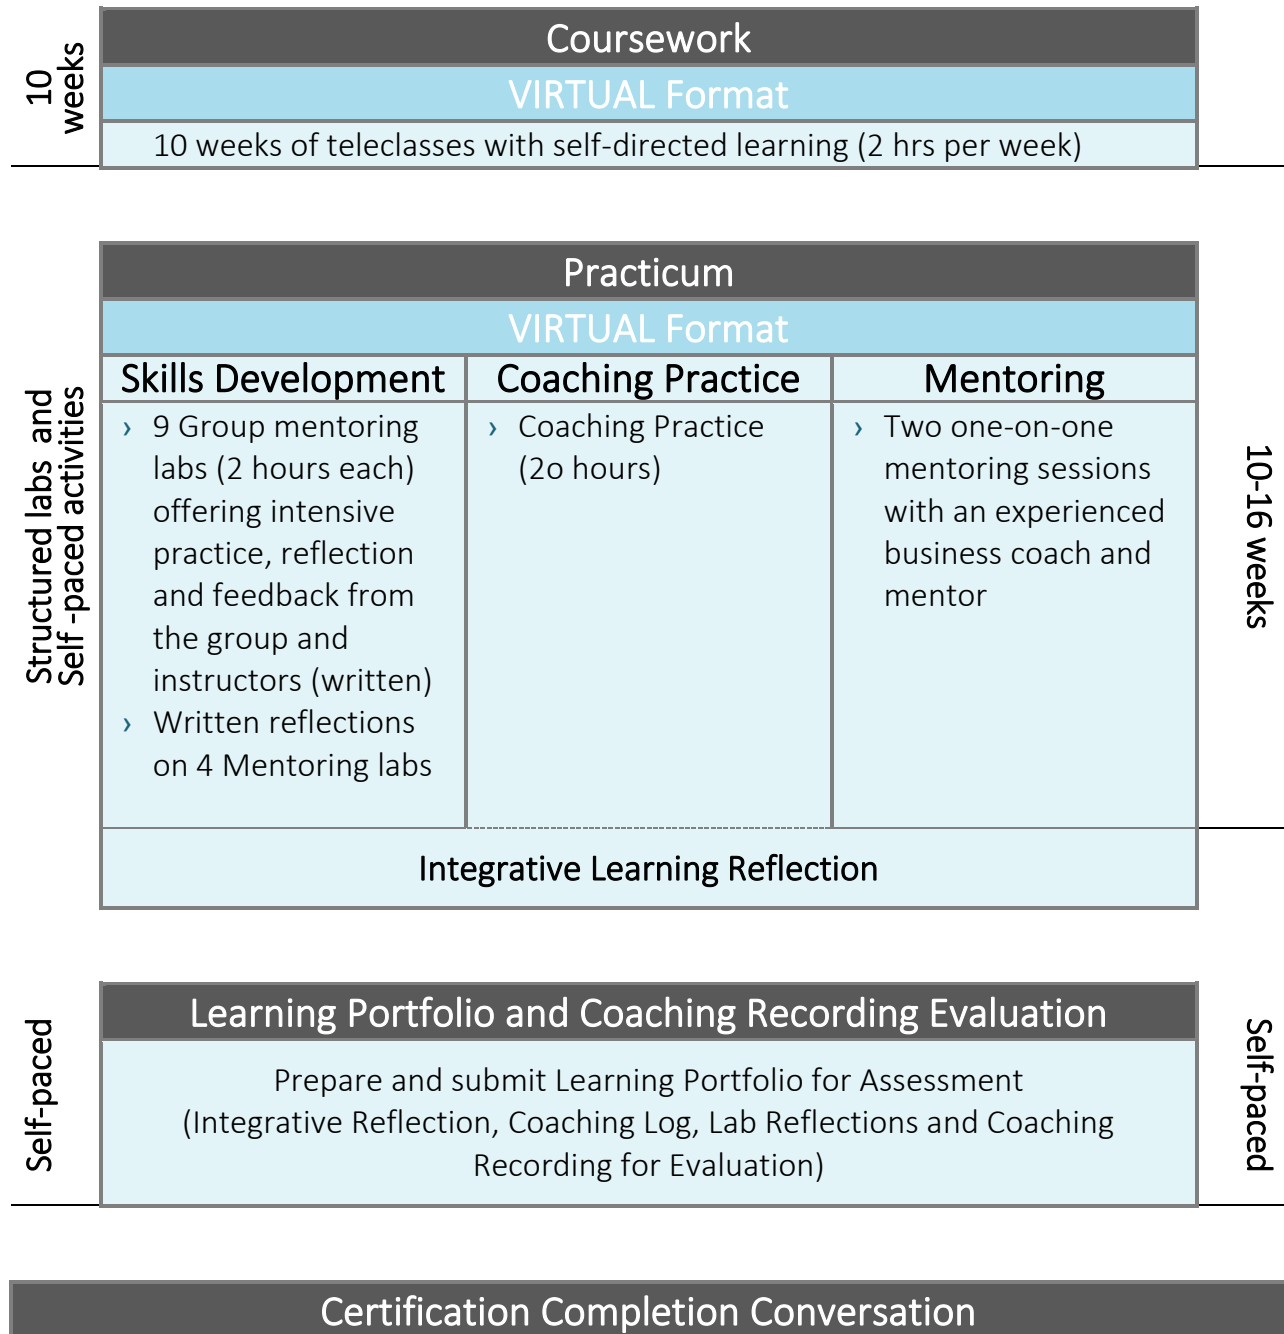 10
weeks
Coursework
VIRTUAL Format
10 weeks of teleclasses with self-directed learning (2 hrs per week)
Practicum
VIRTUAL Format
Structured labs and
Self -paced activities
Skills Development
› 9 Group mentoring
labs (2 hours each)
offering intensive
practice, reflection
and feedback from
the group and
instructors (written)
› Written reflections
on 4 Mentoring labs
Coaching Practice
› Coaching Practice
(2o hours)
Mentoring
› Two one-on-one
mentoring sessions
with an experienced
business coach and
mentor
10-16 weeks
Integrative Learning Reflection
Self-paced
Learning Portfolio and Coaching Recording Evaluation
Prepare and submit Learning Portfolio for Assessment
(Integrative Reflection, Coaching Log, Lab Reflections and Coaching
Recording for Evaluation)
Self-paced
Certification Completion Conversation